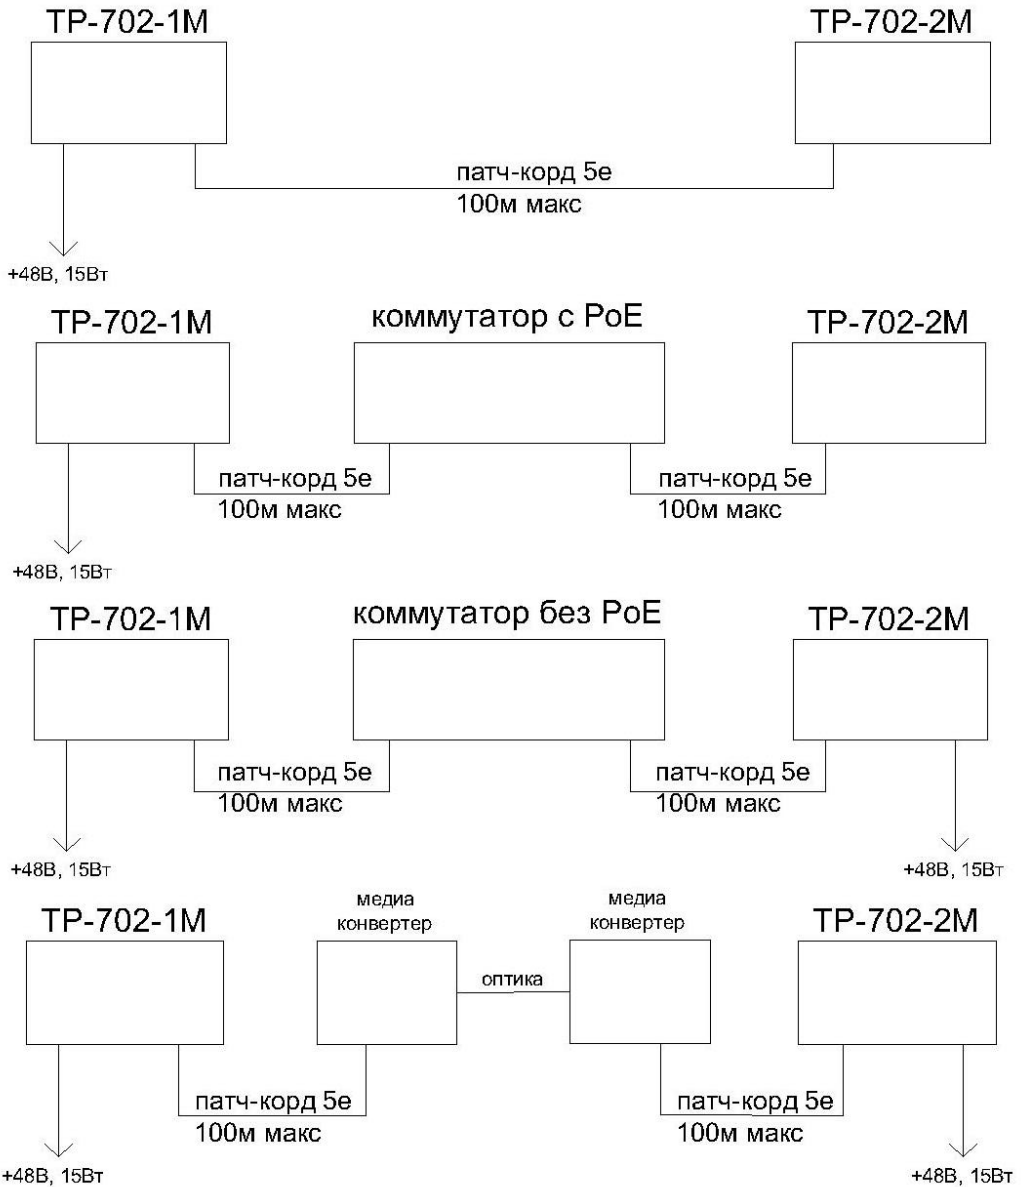 ТР-702-1М
ТР-702-2М
патч-корд 5е
100м макс
+48В, 15Вт
ТР-702-1М
коммутатор с РоЕ
ТР-702-2М
патч-корд 5е
патч-корд 5е
100м макс
100м макс
+48В, 15Вт
ТР-702-1М
коммутатор без РоЕ
ТР-702-2М
патч-корд 5е
патч-корд 5е
100м макс
100м макс
+48В, 15Вт
+48В, 15Вт
ТР-702-1М
медиа
конвертер
медиа
конвертер
ТР-702-2М
оптика
патч-корд 5е
патч-корд 5е
100м макс
100м макс
+48В, 15Вт
+48В, 15Вт